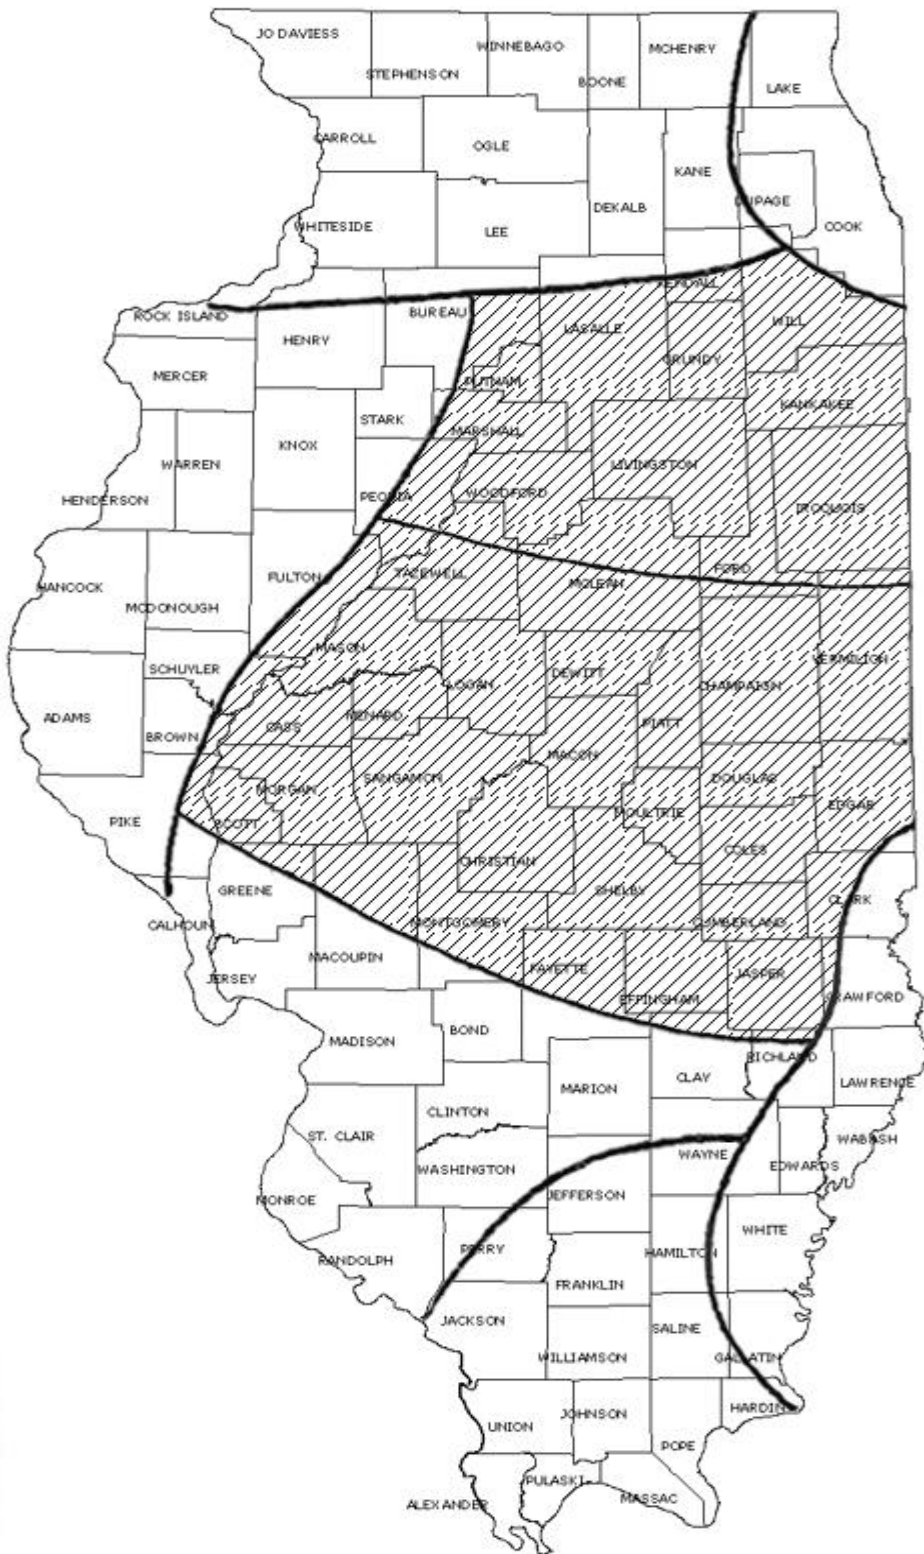 JO DAVIESS
STEPHENSON
WINNEBAGO
BOONE
MCHENRY
LAKE
CARROLL
OGLE
KANE
DUPAGE
COOK
WHITESIDE
LEE
DEKALB
KENDALL
ROCK ISLAND
HENRY
BUREAU
LASALLE
GRUNDY
WILL
MERCER
PUTNAM
KANKAKEE
STARK
MARSHALL
KNOX
WARREN
HENDERSON
PEORIA
WOODFORD
LIVINGSTON
IROQUOIS
HANCOCK
MCDONOUGH
FULTON
TAZEWELL
MCLEAN
FORD
SCHUYLER
MASON
LOGAN
DEWITT
CHAMPAIGN
VERMILION
ADAMS
BROWN
CASS
MENARD
PIATT
MACON
SANGAMON
MORGAN
DOUGLAS
EDGAR
PIKE
SCOTT
MOULTRIE
COLES
CHRISTIAN
SHELBY
GREENE
CLARK
CALHOUN
MONTGOMERY
CUMBERLAND
MACOUPIN
JERSEY
FAYETTE
JASPER
EFFINGHAM
CRAWFORD
MADISON
BOND
RICHLAND
CLAY
LAWRENCE
MARION
CLINTON
ST. CLAIR
WABASH
WASHINGTON
WAYNE
EDWARDS
MONROE
JEFFERSON
RANDOLPH
PERRY
HAMILTON
WHITE
FRANKLIN
JACKSON
SALINE
WILLIAMSON
GALLATIN
UNION
JOHNSON
HARDIN
POPE
PULASKI
ALEXANDER
MASSAC